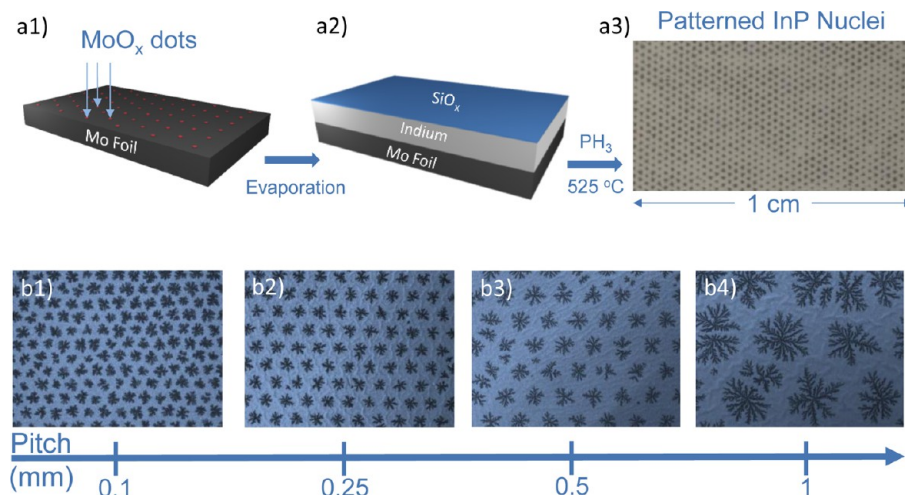 a1)
MoOx dots
Mo Foil
Evaporation
a2)
SiOx
Indium
Mo Foil
PH3
525 °C
a3)
Patterned InP Nuclei
1 cm
b1)
b2)
b3)
b4)
Pitch
(mm)
0.1
0.25
0.5
1